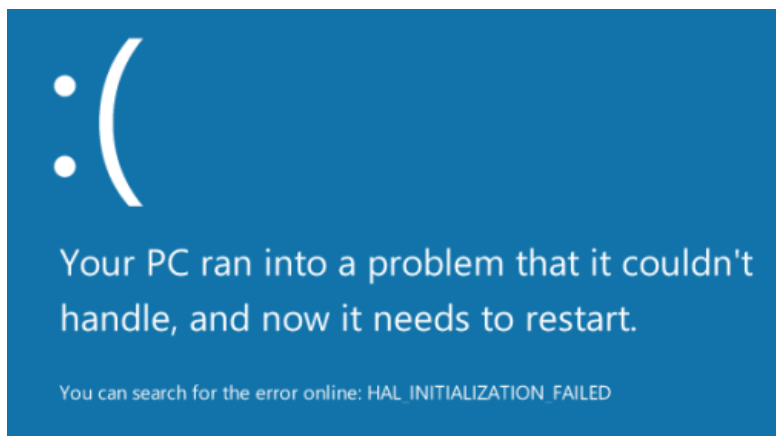 :(
Your PC ran into a problem that it couldn't
handle, and now it needs to restart.
You can search for the error online: HAL_INITIALIZATION_FAILED